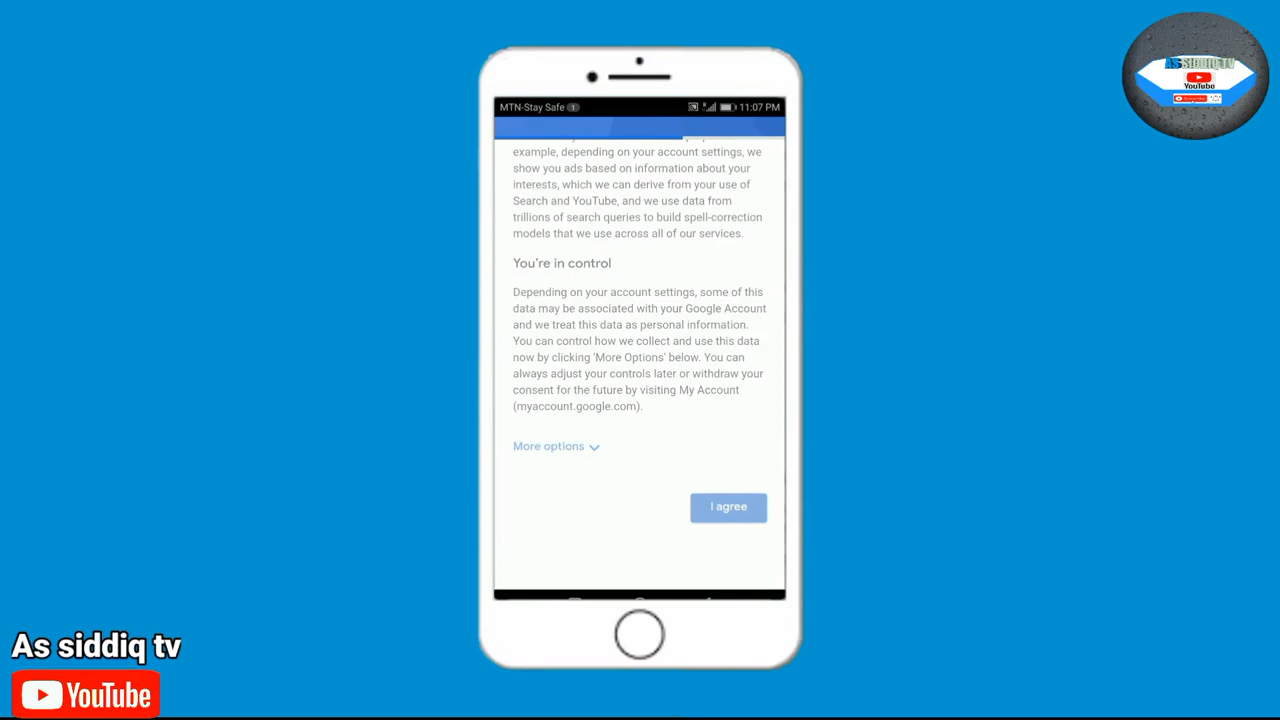 MTN-Stay Safe 1
11:07 PM
example, depending on your account settings, we
show you ads based on information about your
interests, which we can derive from your use of
Search and YouTube, and we use data from
trillions of search queries to build spell-correction
models that we use across all of our services.
You're in control
Depending on your account settings, some of this
data may be associated with your Google Account
and we treat this data as personal information.
You can control how we collect and use this data
now by clicking 'More Options' below. You can
always adjust your controls later or withdraw your
consent for the future by visiting My Account
(myaccount.google.com).
More options
I agree
AS SIDDIQ TV
YouTube
As siddiq tv
YouTube